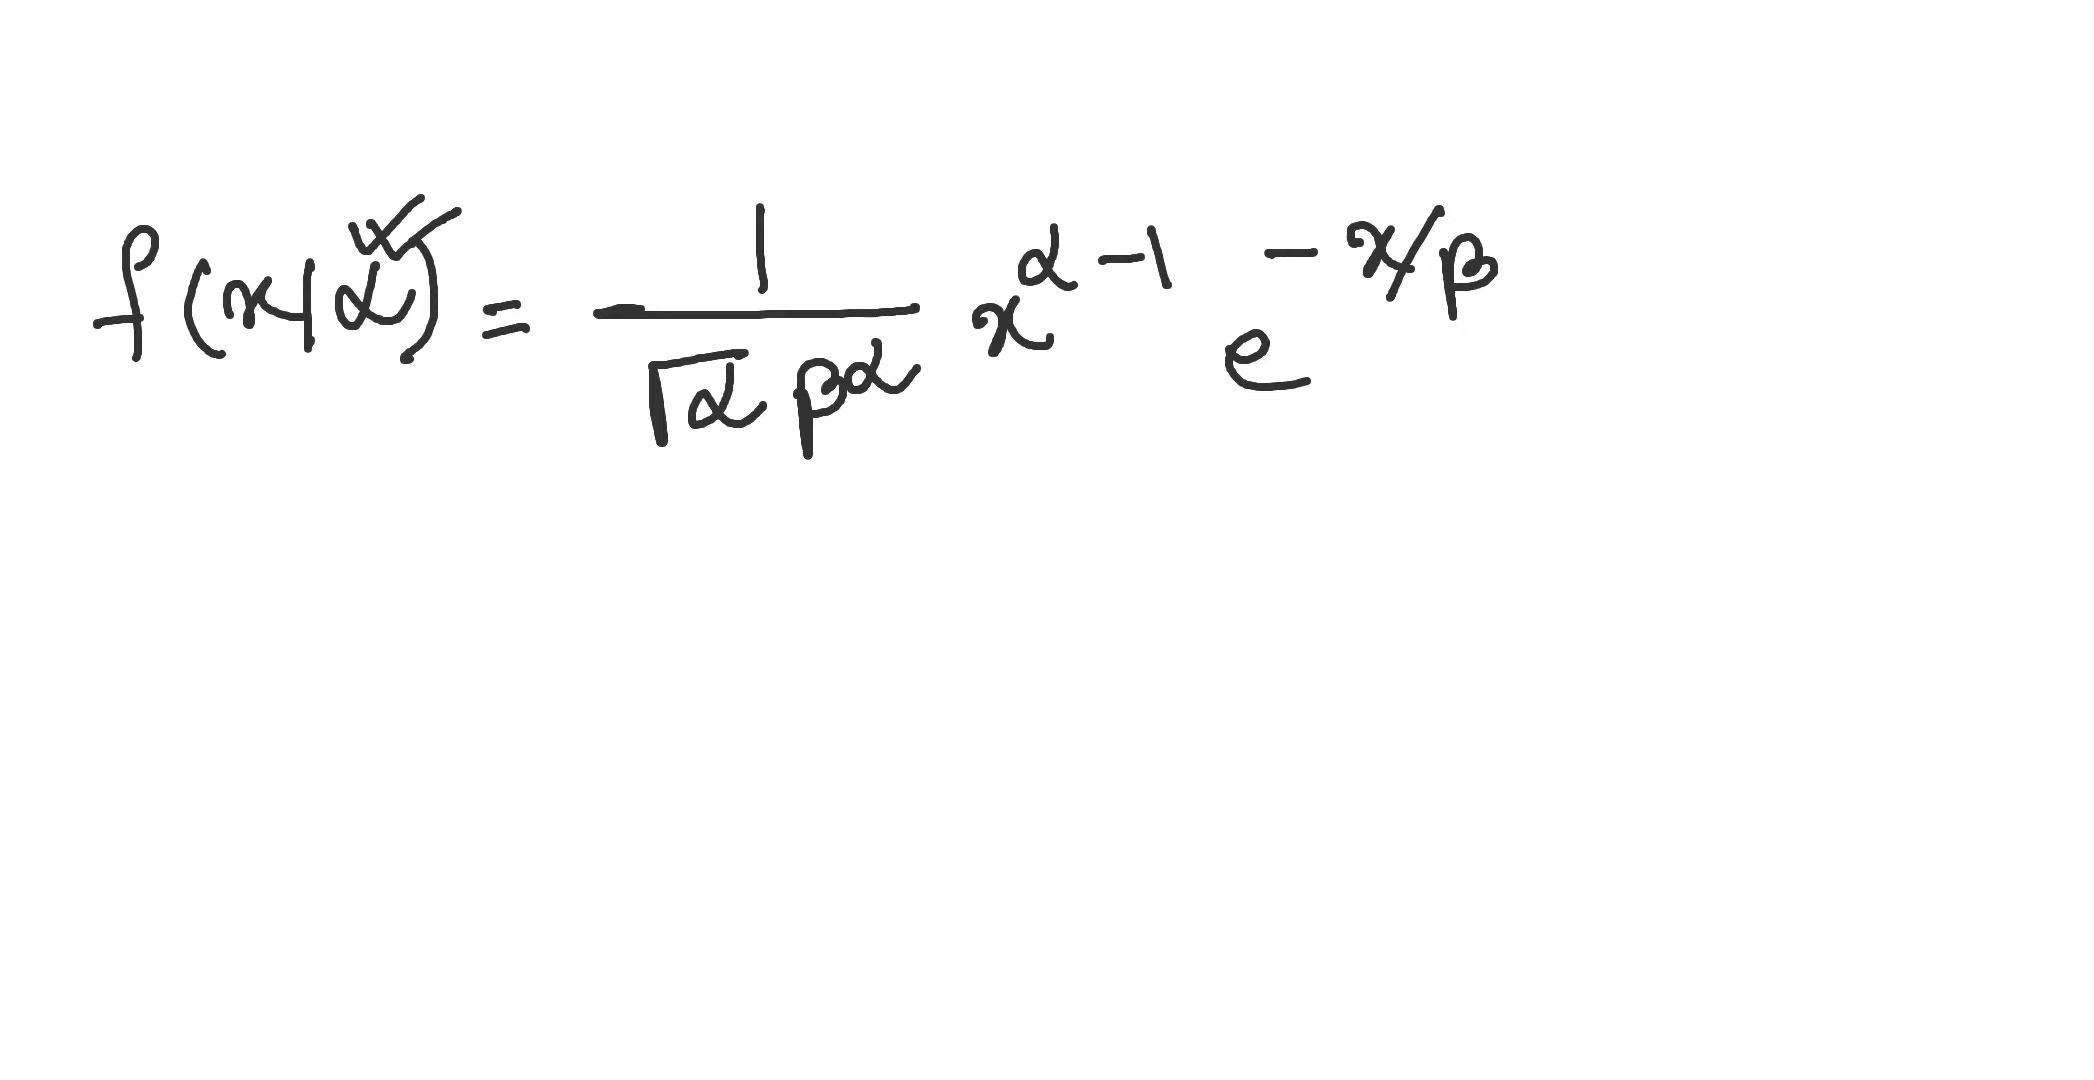 f(x|α) = 1/(Γα β^α) x^(α-1) e^(-x/β)